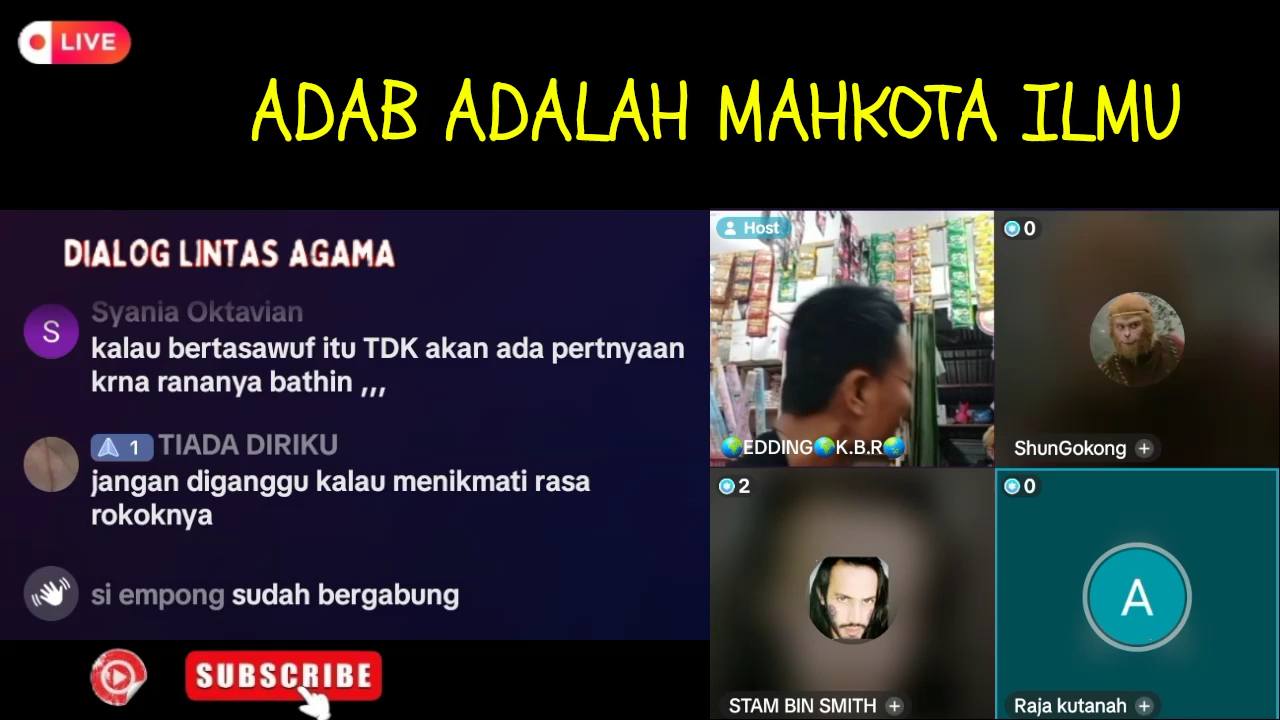 LIVE
ADAB ADALAH MAHKOTA ILMU
DIALOG LINTAS AGAMA
S
Syania Oktavian
kalau bertasawuf itu TDK akan ada pertnyaan
krna rananya bathin ,,,
1 TIADA DIRIKU
jangan diganggu kalau menikmati rasa
rokoknya
si empong sudah bergabung
SUBSCRIBE
Host
🌏EDDING🌏K.B.R🌏
0
ShunGokong +
2
STAM BIN SMITH +
0
A
Raja kutanah +